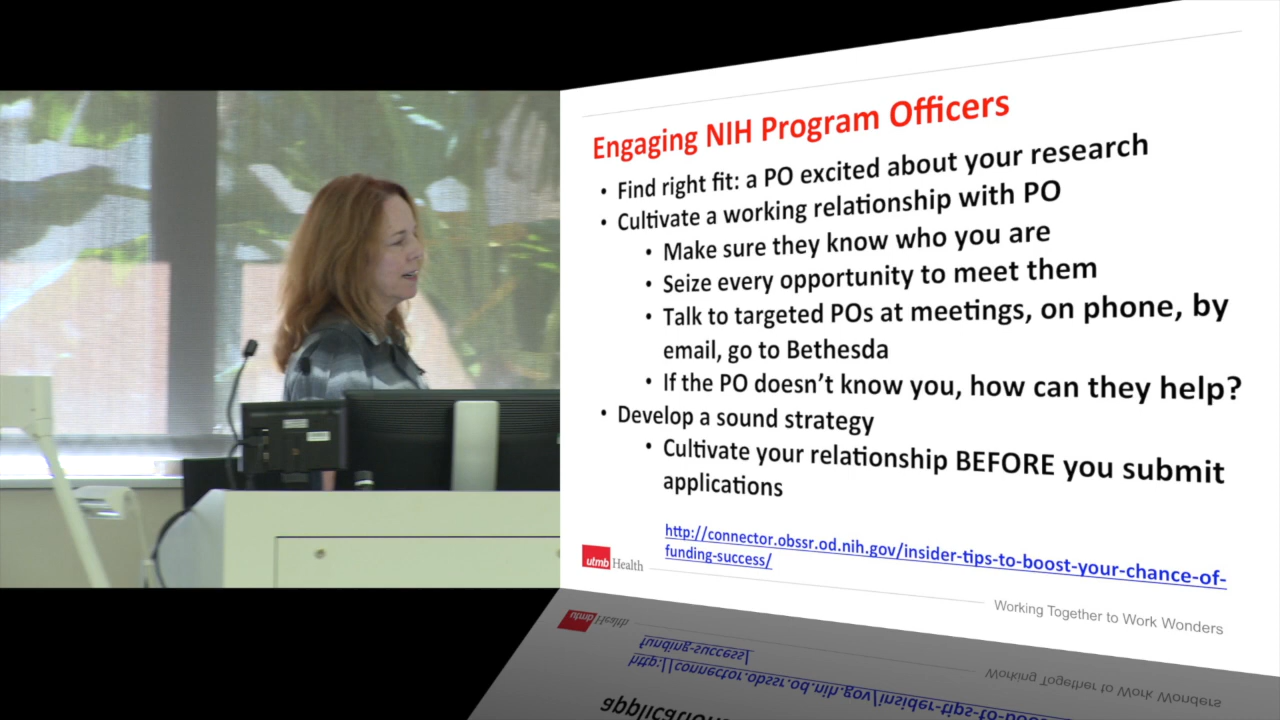 Engaging NIH Program Officers
• Find right fit: a PO excited about your research
• Cultivate a working relationship with PO
• Make sure they know who you are
• Seize every opportunity to meet them
• Talk to targeted POs at meetings, on phone, by
email, go to Bethesda
• If the PO doesn't know you, how can they help?
• Develop a sound strategy
• Cultivate your relationship BEFORE you submit
applications
http://connector.obssr.od.nih.gov/insider-tips-to-boost-your-chance-of-
funding-success/
utmb Health
Working Together to Work Wonders